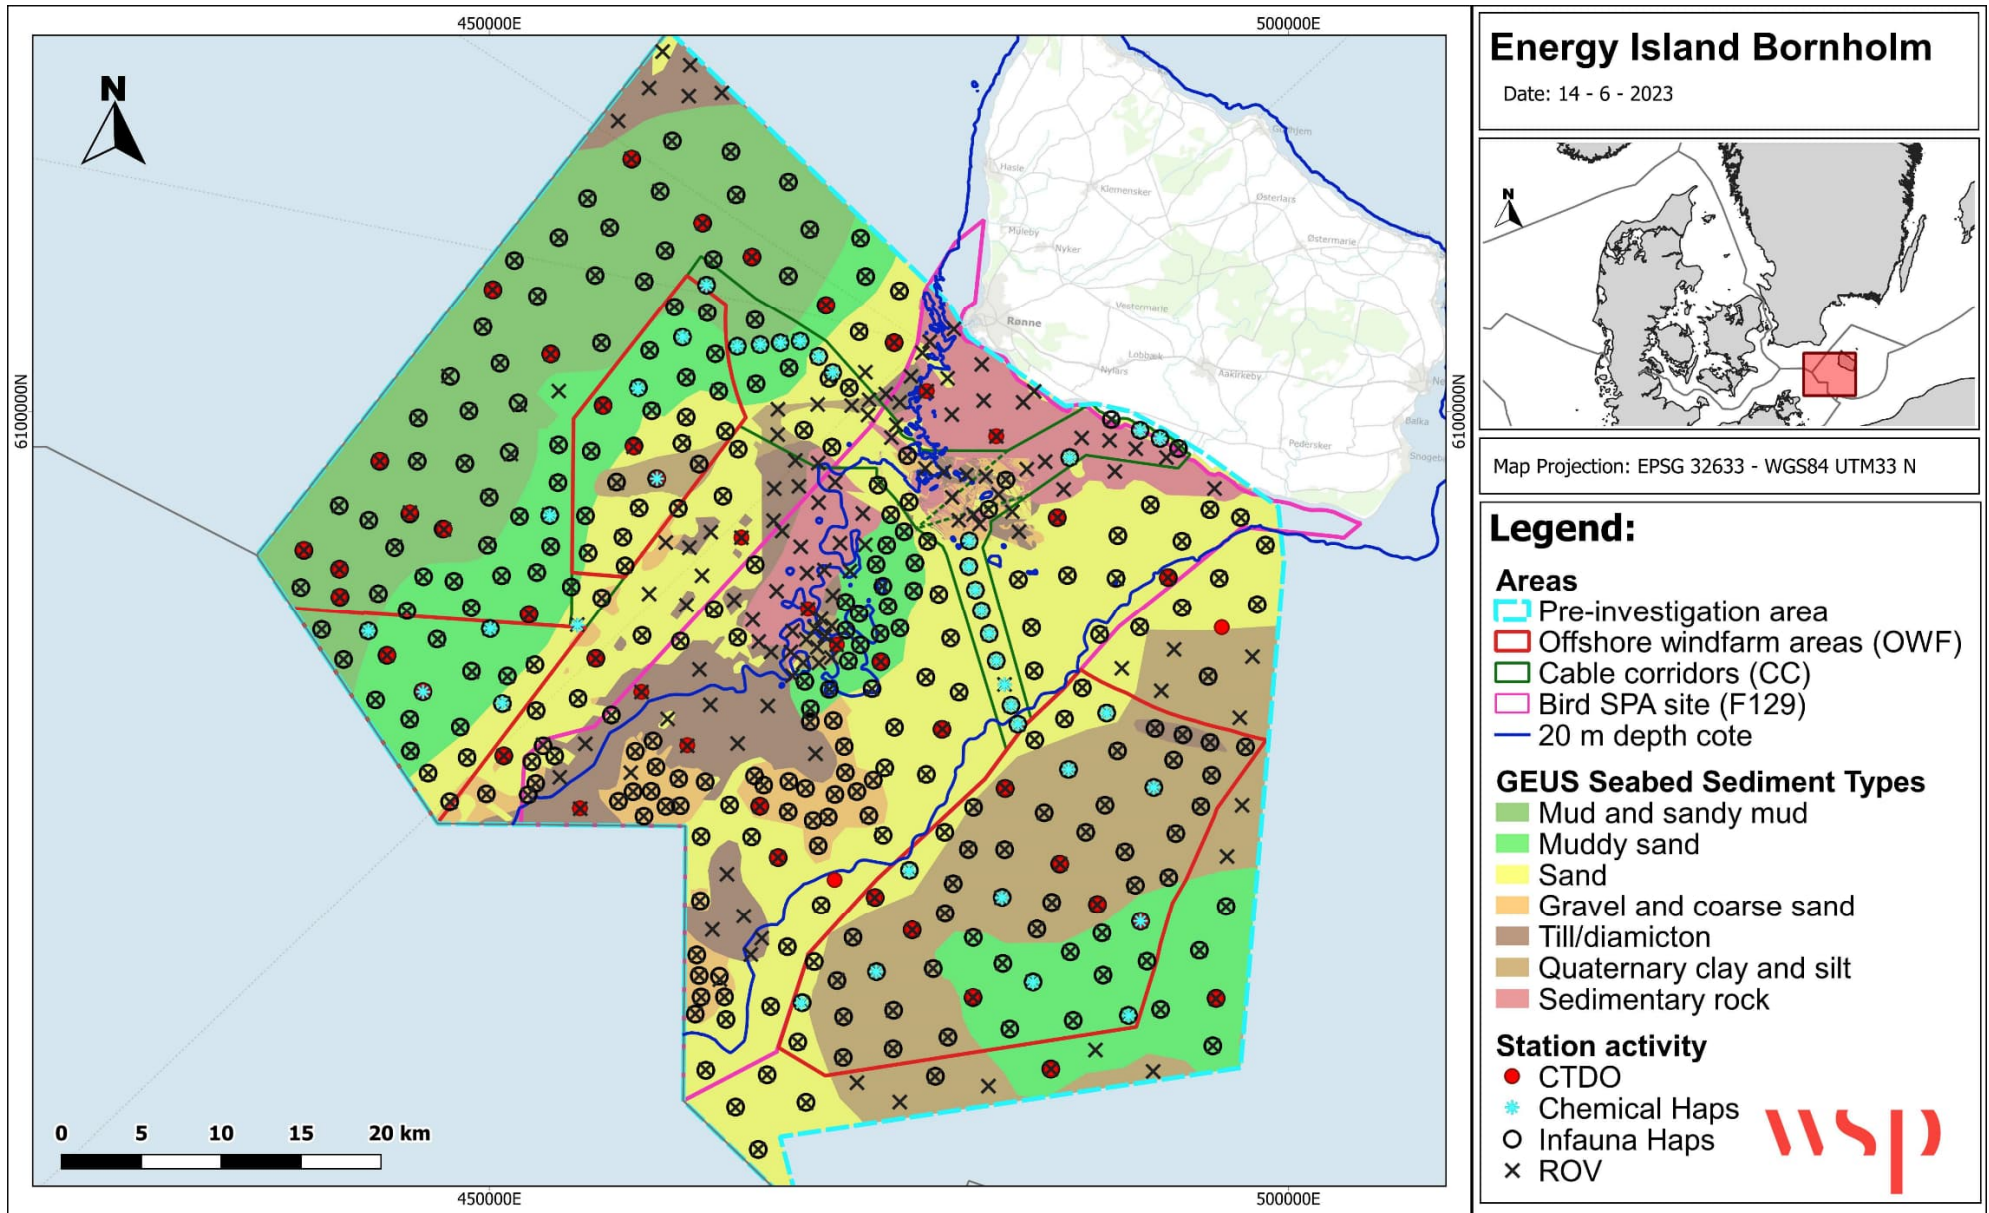 450000E
500000E
N
Gudhjem
Hasle
Klemensker
Østerlars
Muleby
Nyker
Østermarie
Vestermarie
Rønne
Lobbæk
Nylars
Aakirkeby
Balka
Pedersker
6100000N
6100000N
0 5 10 15 20 km
450000E
500000E
Energy Island Bornholm
Date: 14 - 6 - 2023
N
Map Projection: EPSG 32633 - WGS84 UTM33 N
Legend:
Areas
Pre-investigation area
Offshore windfarm areas (OWF)
Cable corridors (CC)
Bird SPA site (F129)
20 m depth cote
GEUS Seabed Sediment Types
Mud and sandy mud
Muddy sand
Sand
Gravel and coarse sand
Till/diamicton
Quaternary clay and silt
Sedimentary rock
Station activity
CTDO
Chemical Haps
Infauna Haps
ROV
wsp